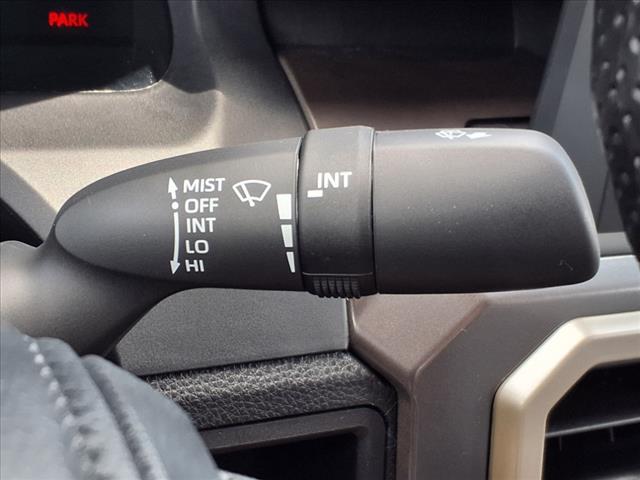 PARK
MIST
OFF
INT
LO
HI
INT